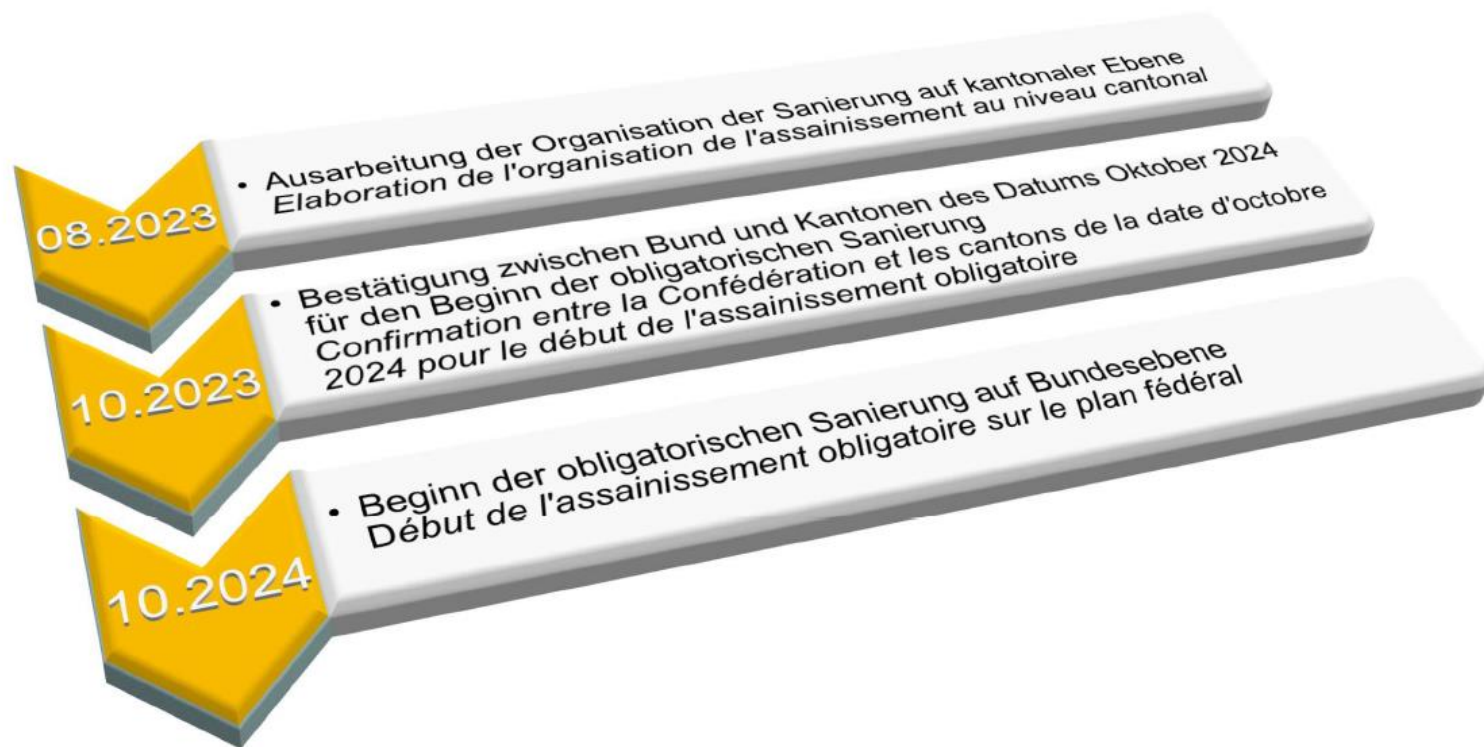 08.2023
• Ausarbeitung der Organisation der Sanierung auf kantonaler Ebene
Elaboration de l'organisation de l'assainissement au niveau cantonal
10.2023
• Bestätigung zwischen Bund und Kantonen des Datums Oktober 2024
für den Beginn der obligatorischen Sanierung
Confirmation entre la Confédération et les cantons de la date d'octobre
2024 pour le début de l'assainissement obligatoire
10.2024
• Beginn der obligatorischen Sanierung auf Bundesebene
Début de l'assainissement obligatoire sur le plan fédéral